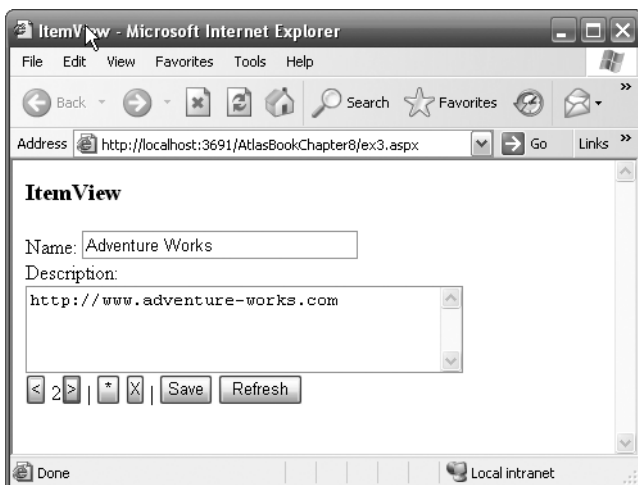 ItemView - Microsoft Internet Explorer
File Edit View Favorites Tools Help
Back Search Favorites »
Address http://localhost:3691/AtlasBookChapter8/ex3.aspx Go Links »
ItemView
Name: Adventure Works
Description:
http://www.adventure-works.com
< 2 > | * X | Save Refresh
Done Local intranet